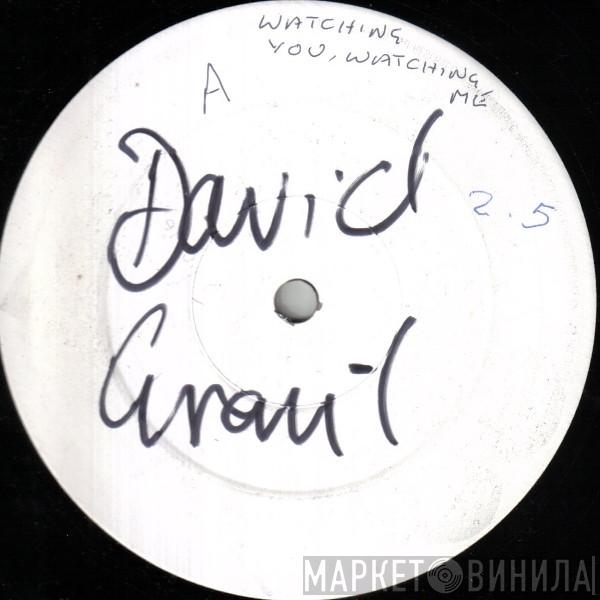 WATCHING
YOU, WATCHING
ME
A
David
2.5
Grant
МАРКЕТ ВИНИЛА